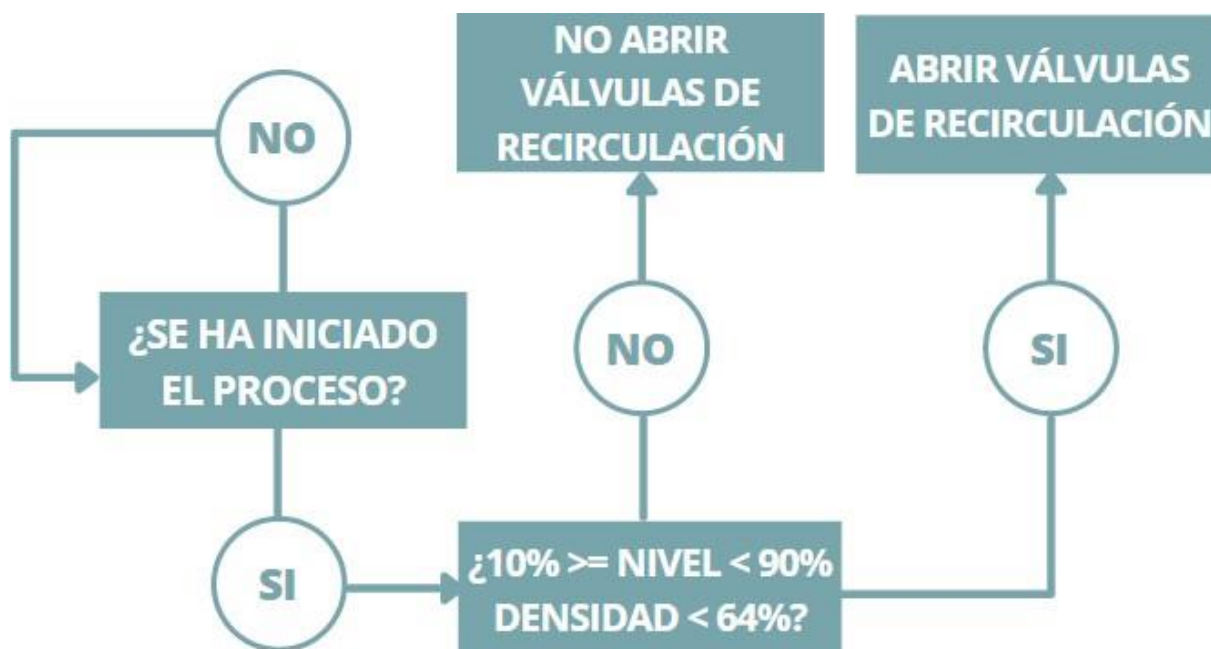 NO ABRIR
VÁLVULAS DE
RECIRCULACIÓN
ABRIR VÁLVULAS
DE RECIRCULACIÓN
NO
¿SE HA INICIADO
EL PROCESO?
NO
SI
SI
¿10% >= NIVEL < 90%
DENSIDAD < 64%?